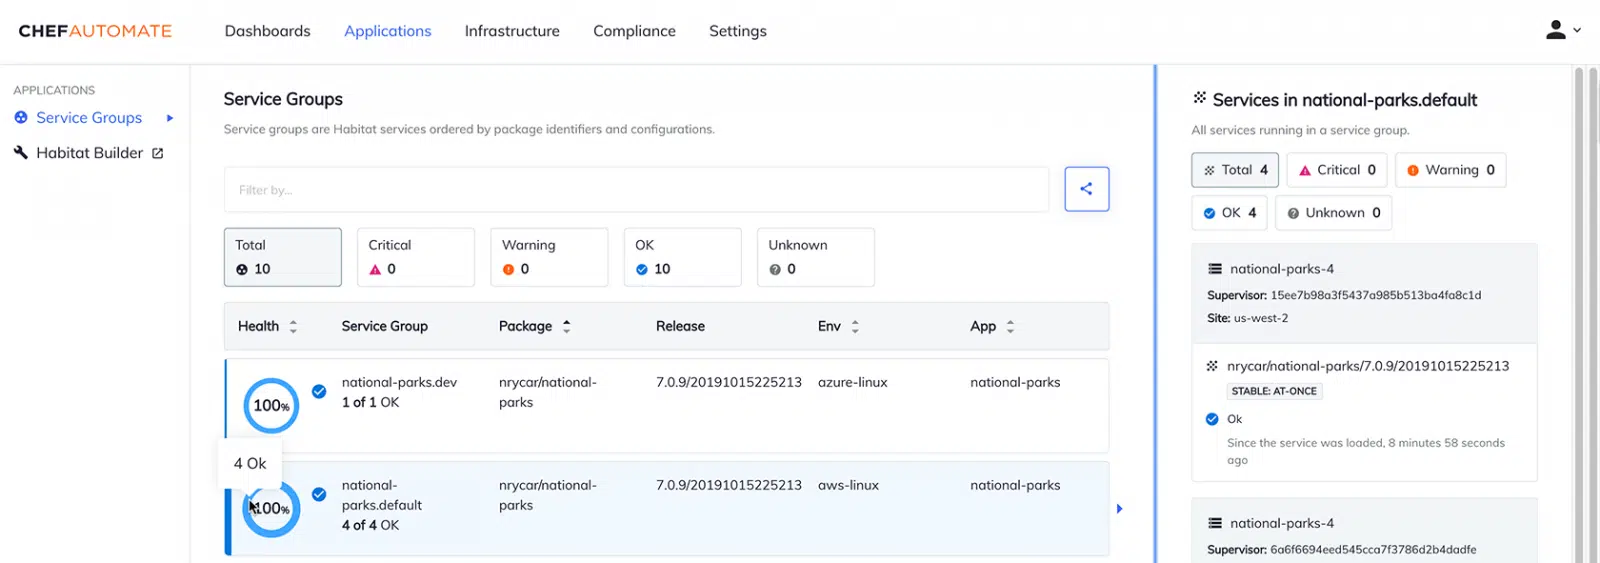 CHEFAUTOMATE
Dashboards
Applications
Infrastructure
Compliance
Settings
APPLICATIONS
Service Groups
Habitat Builder
Service Groups
Service groups are Habitat services ordered by package identifiers and configurations.
Filter by...
Total
10
Critical
0
Warning
0
OK
10
Unknown
0
Health
Service Group
Package
Release
Env
App
100%
national-parks.dev
1 of 1 OK
nrycar/national-
parks
7.0.9/20191015225213
azure-linux
national-parks
4 Ok
100%
national-
parks.default
4 of 4 OK
nrycar/national-
parks
7.0.9/20191015225213
aws-linux
national-parks
Services in national-parks.default
All services running in a service group.
Total 4
Critical 0
Warning 0
OK 4
Unknown 0
national-parks-4
Supervisor: 15ee7b98a3f5437a985b513ba4fa8c1d
Site: us-west-2
nrycar/national-parks/7.0.9/20191015225213
STABLE: AT-ONCE
Ok
Since the service was loaded, 8 minutes 58 seconds
ago
national-parks-4
Supervisor: 6a6f6694eed545cca7f3786d2b4dadfe